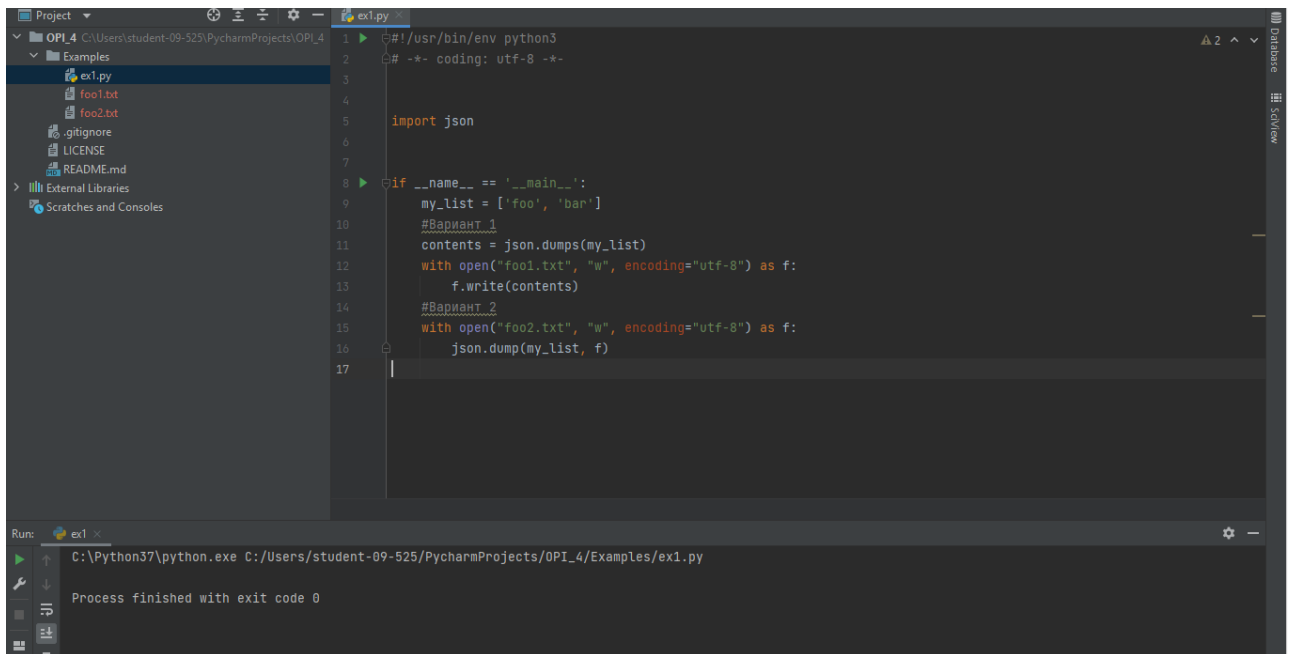 Project
ex1.py
OPI_4 C:\Users\student-09-525\PycharmProjects\OPI_4
Examples
ex1.py
foo1.txt
foo2.txt
.gitignore
LICENSE
README.md
External Libraries
Scratches and Consoles
1 #!/usr/bin/env python3
2 # -*- coding: utf-8 -*-
3
4
5 import json
6
7
8 if __name__ == '__main__':
9 my_list = ['foo', 'bar']
10 #Вариант 1
11 contents = json.dumps(my_list)
12 with open("foo1.txt", "w", encoding="utf-8") as f:
13 f.write(contents)
14 #Вариант 2
15 with open("foo2.txt", "w", encoding="utf-8") as f:
16 json.dump(my_list, f)
17
2
Database
SciView
Run: ex1
C:\Python37\python.exe C:/Users/student-09-525/PycharmProjects/OPI_4/Examples/ex1.py
Process finished with exit code 0